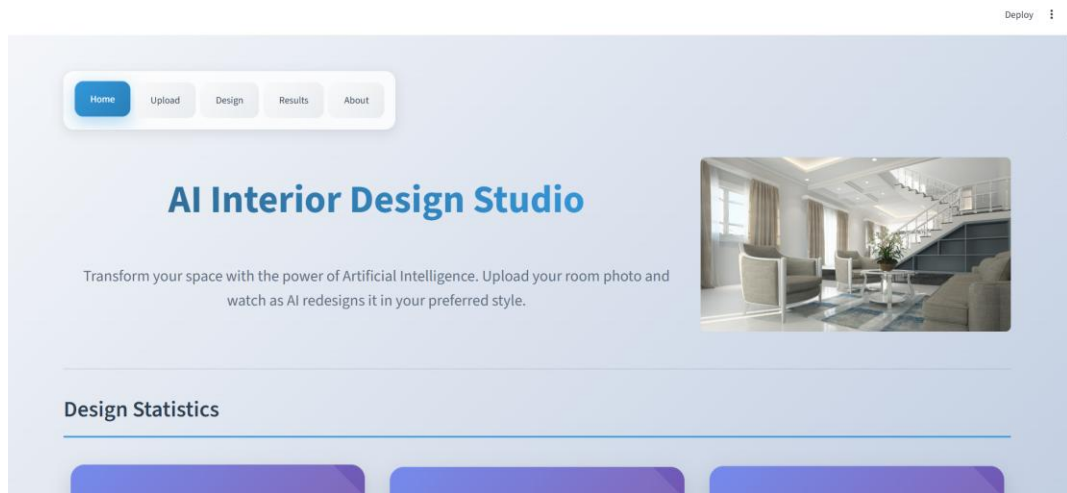 Deploy
Home
Upload
Design
Results
About
AI Interior Design Studio
Transform your space with the power of Artificial Intelligence. Upload your room photo and
watch as AI redesigns it in your preferred style.
Design Statistics